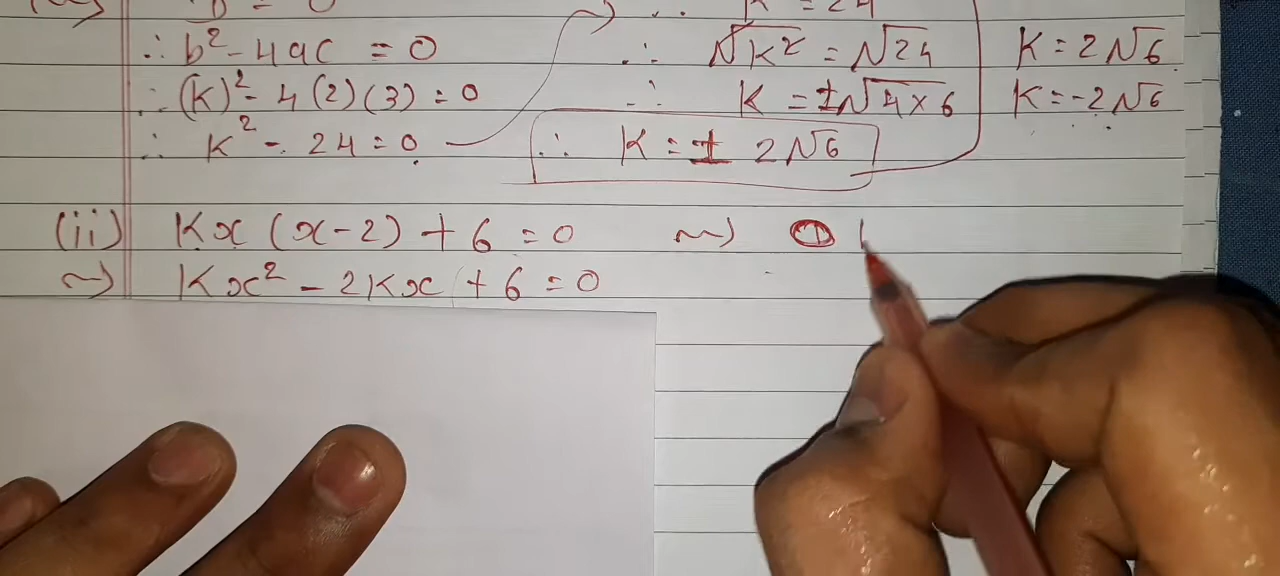 ∴ b² - 4ac = 0
∴ (K)² - 4(2)(3) = 0
∴ K² - 24 = 0
∴ √K² = √24
∴ K = ±√4×6
∴ K = ± 2√6
K = 2√6
K = -2√6
(ii) Kx (x-2) + 6 = 0 ⇝ ①
⇝ Kx² - 2Kx + 6 = 0